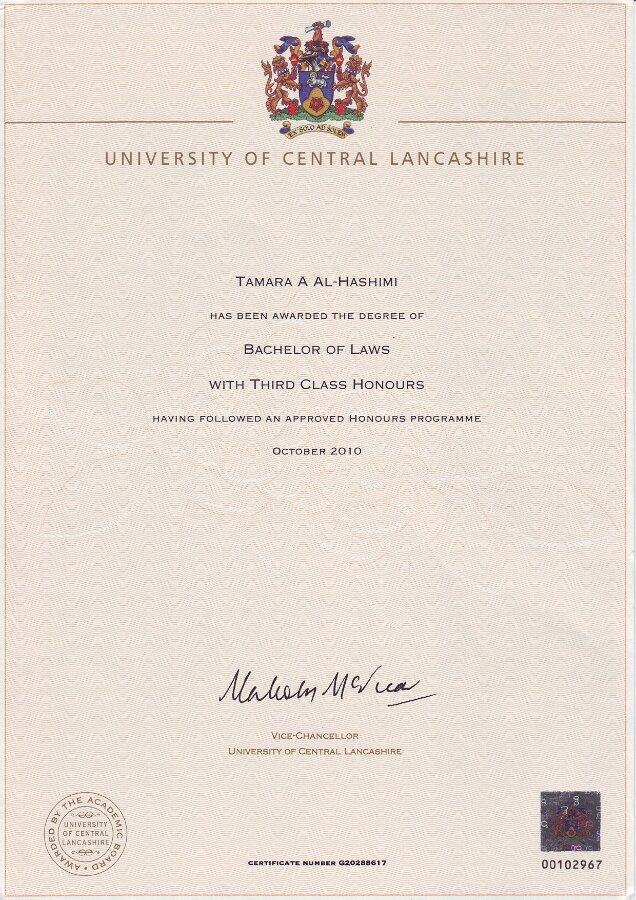 EX SOLO AD SOLEM
UNIVERSITY OF CENTRAL LANCASHIRE
TAMARA A AL-HASHIMI
HAS BEEN AWARDED THE DEGREE OF
BACHELOR OF LAWS
WITH THIRD CLASS HONOURS
HAVING FOLLOWED AN APPROVED HONOURS PROGRAMME
OCTOBER 2010
Malcolm McVicar
VICE-CHANCELLOR
UNIVERSITY OF CENTRAL LANCASHIRE
AWARDED BY THE ACADEMIC BOARD
UNIVERSITY
OF CENTRAL
LANCASHIRE
CERTIFICATE NUMBER G20288617
00102967